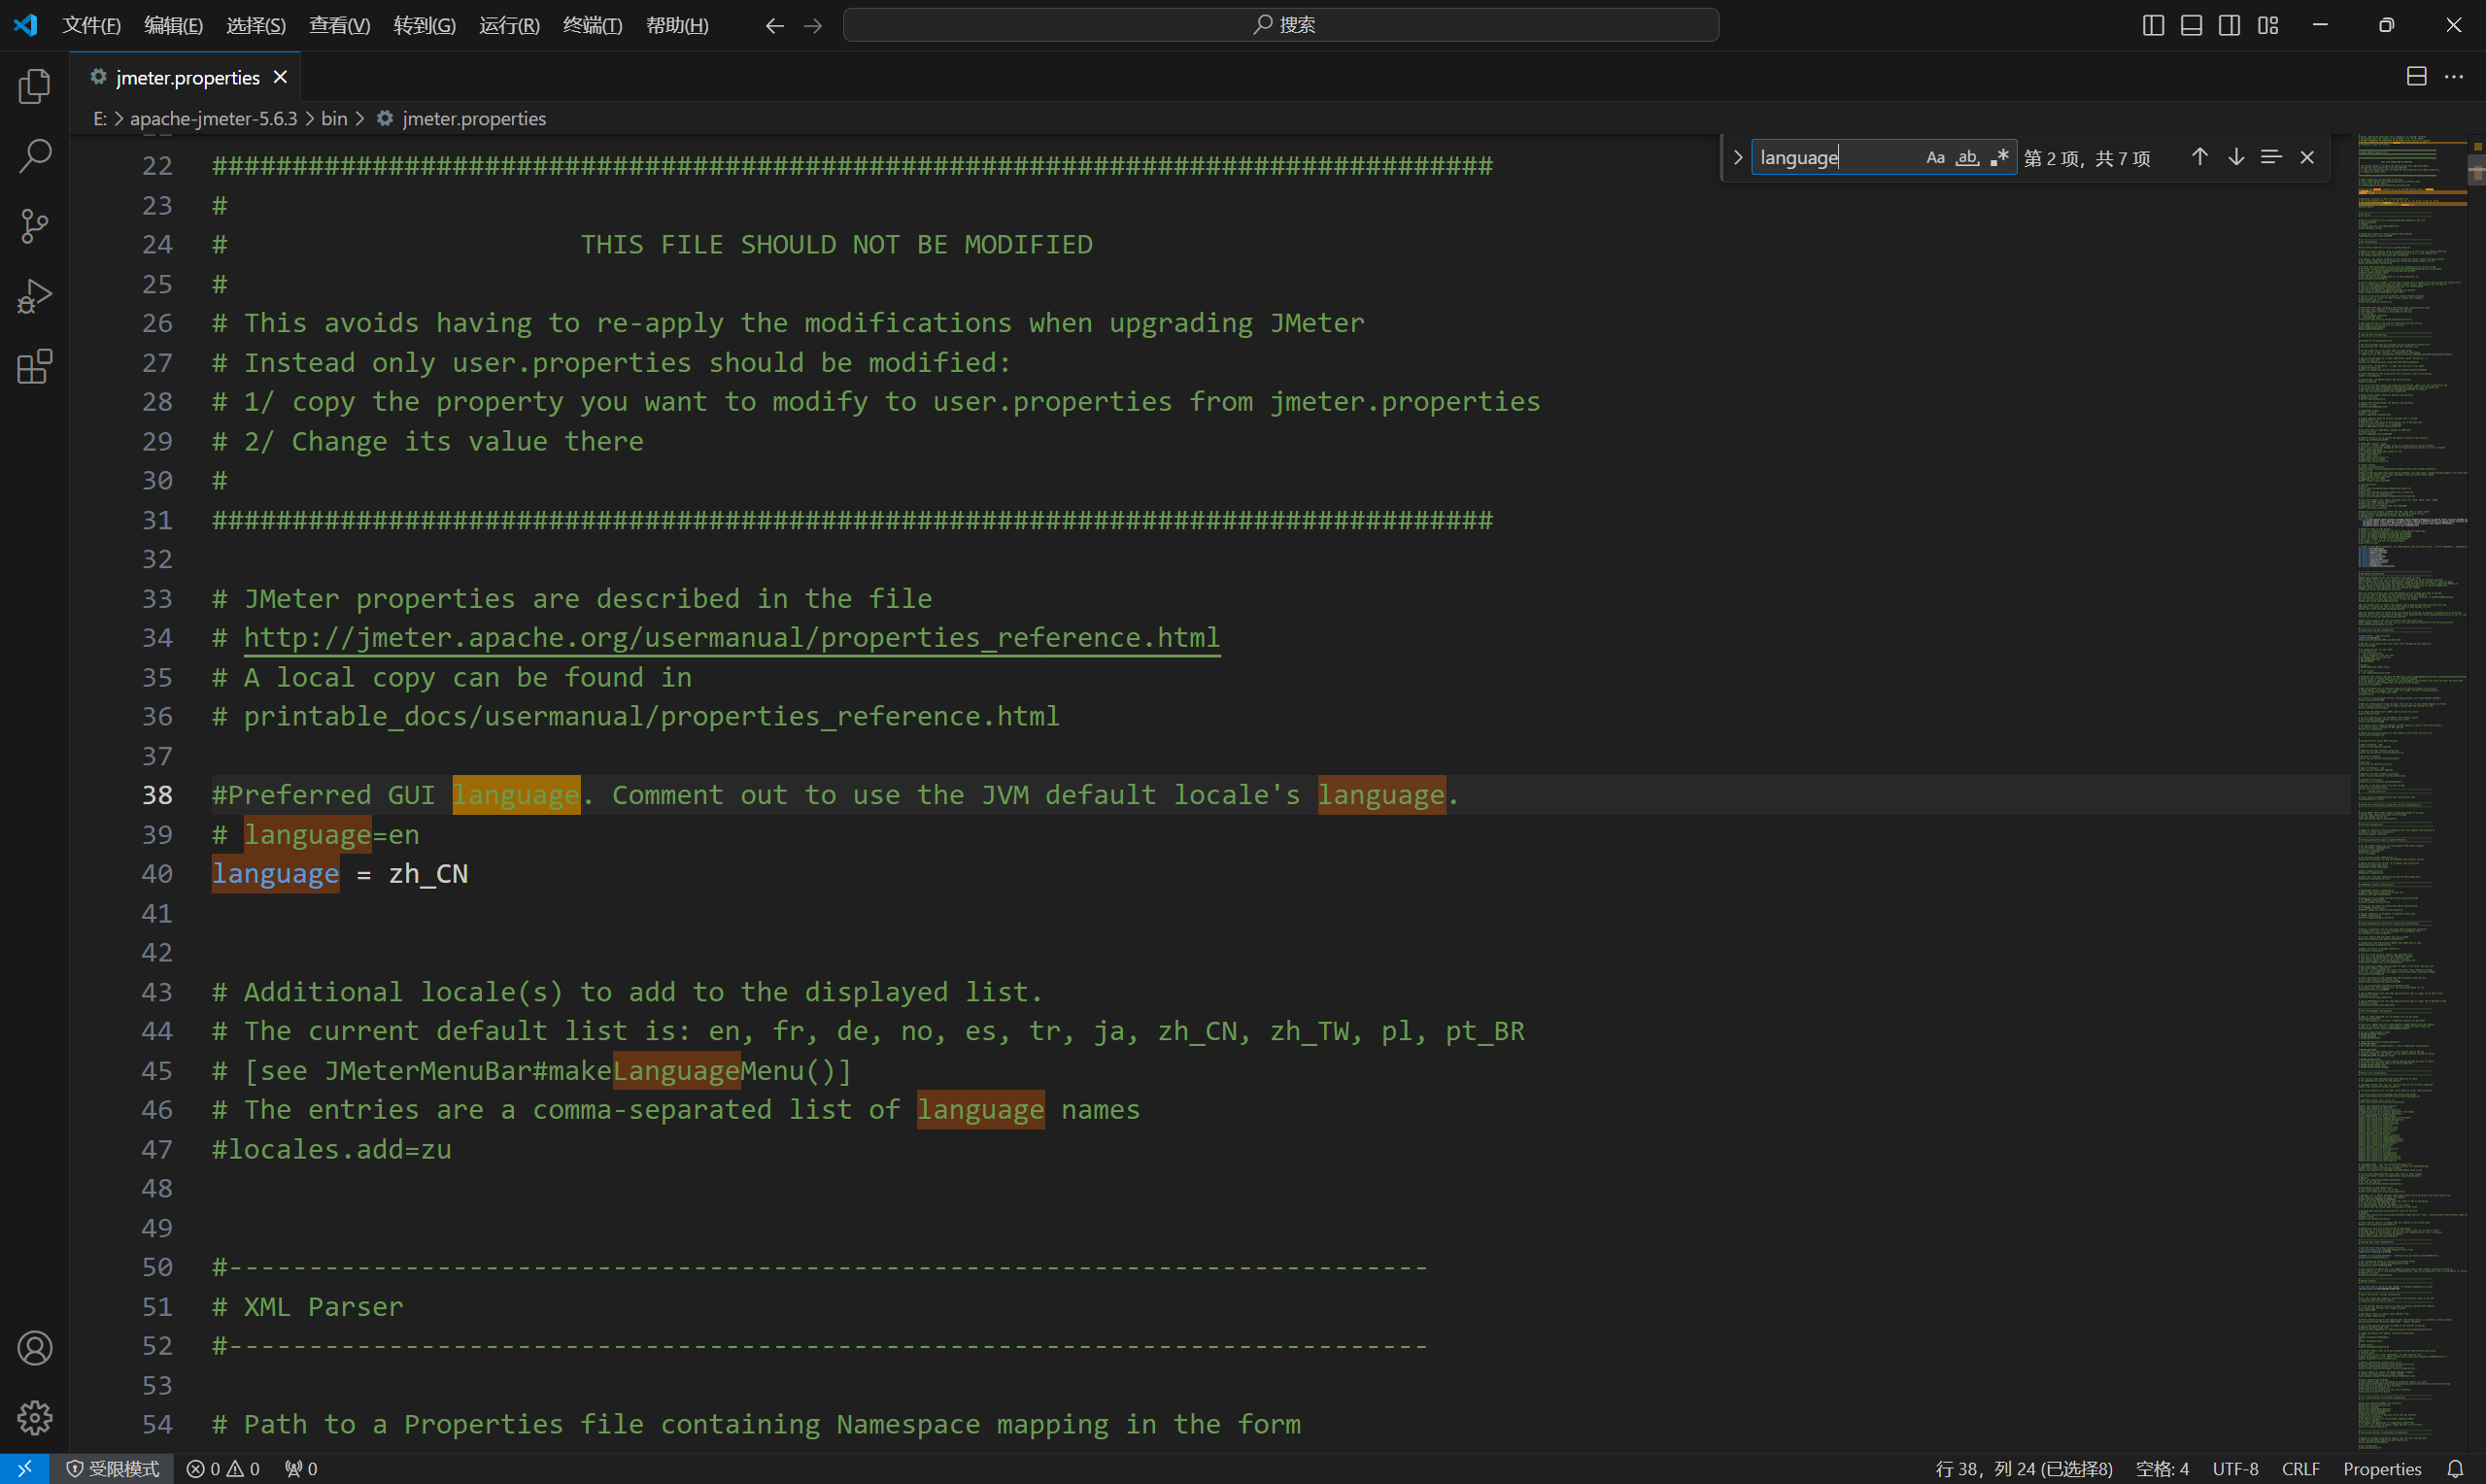 文件(F) 编辑(E) 选择(S) 查看(V) 转到(G) 运行(R) 终端(T) 帮助(H) 搜索
jmeter.properties
E: > apache-jmeter-5.6.3 > bin > jmeter.properties
language Aa ab .* 第 2 项, 共 7 项
22 ################################################################################
23 #
24 # THIS FILE SHOULD NOT BE MODIFIED
25 #
26 # This avoids having to re-apply the modifications when upgrading JMeter
27 # Instead only user.properties should be modified:
28 # 1/ copy the property you want to modify to user.properties from jmeter.properties
29 # 2/ Change its value there
30 #
31 ################################################################################
32
33 # JMeter properties are described in the file
34 # http://jmeter.apache.org/usermanual/properties_reference.html
35 # A local copy can be found in
36 # printable_docs/usermanual/properties_reference.html
37
38 #Preferred GUI language. Comment out to use the JVM default locale's language.
39 # language=en
40 language = zh_CN
41
42
43 # Additional locale(s) to add to the displayed list.
44 # The current default list is: en, fr, de, no, es, tr, ja, zh_CN, zh_TW, pl, pt_BR
45 # [see JMeterMenuBar#makeLanguageMenu()]
46 # The entries are a comma-separated list of language names
47 #locales.add=zu
48
49
50 #---------------------------------------------------------------------------
51 # XML Parser
52 #---------------------------------------------------------------------------
53
54 # Path to a Properties file containing Namespace mapping in the form
受限模式 0 0 0 行 38，列 24 (已选择8) 空格: 4 UTF-8 CRLF Properties